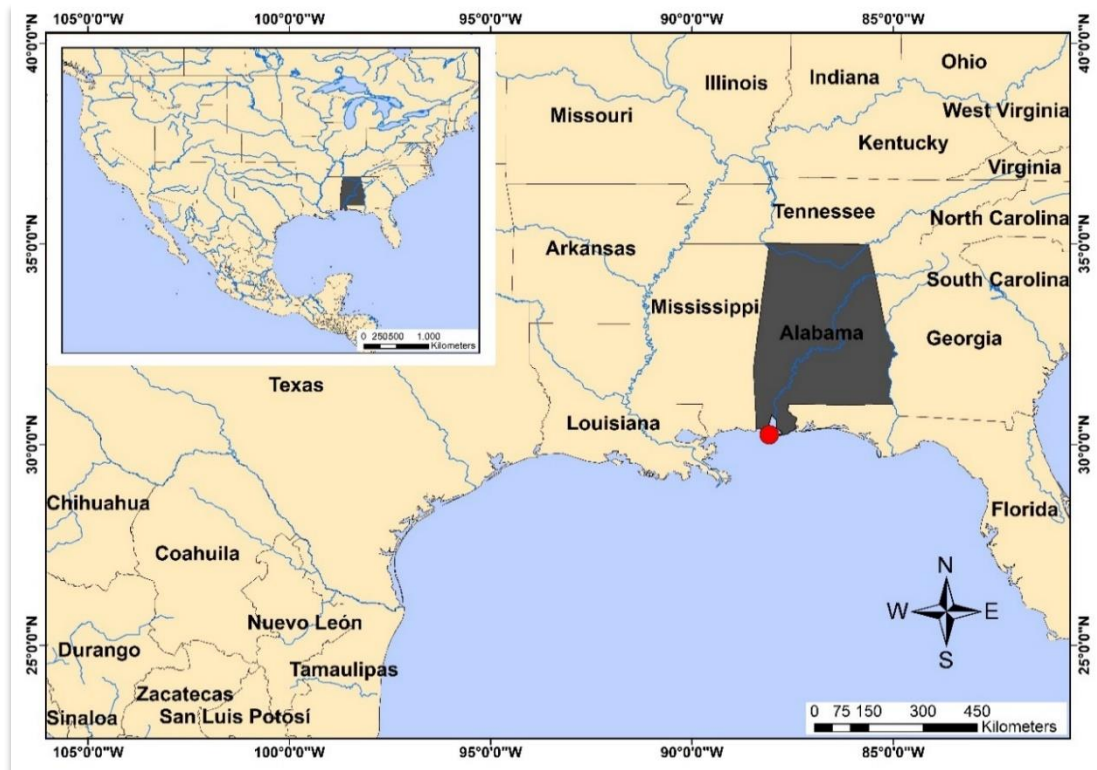 105°0'0"W 100°0'0"W 95°0'0"W 90°0'0"W 85°0'0"W
40°0'0"N
40°0'0"N
Ohio
Illinois
Indiana
West Virginia
Missouri
Kentucky
Virginia
Tennessee
North Carolina
35°0'0"N
35°0'0"N
Arkansas
South Carolina
Mississippi
Alabama
Georgia
0 250500 1.000
Kilometers
Texas
Louisiana
30°0'0"N
30°0'0"N
Chihuahua
Florida
Coahuila
N
W E
S
Nuevo León
Durango
25°0'0"N
25°0'0"N
Tamaulipas
Zacatecas
Sinaloa
San Luis Potosí
0 75 150 300 450
Kilometers
105°0'0"W 100°0'0"W 95°0'0"W 90°0'0"W 85°0'0"W